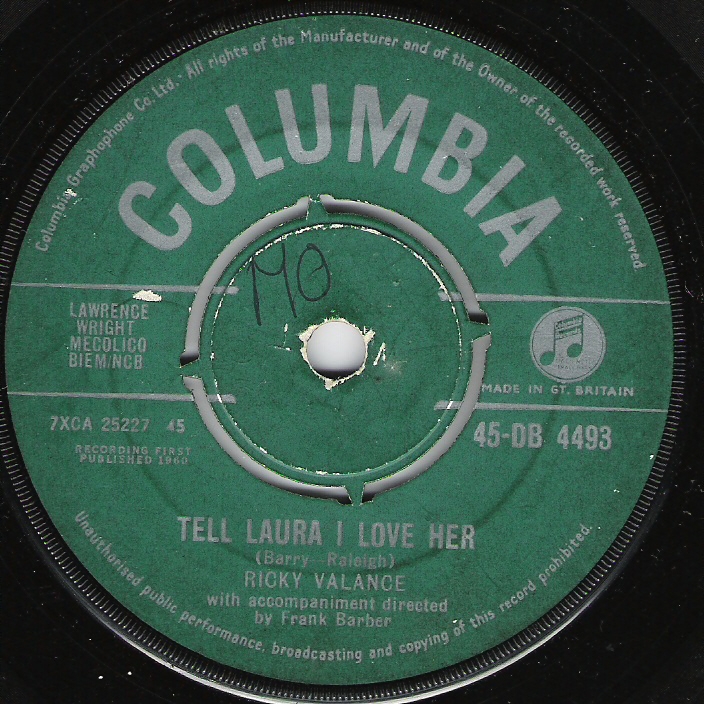 Columbia Graphophone Co. Ltd. · All rights of the Manufacturer and of the Owner of the recorded work reserved
COLUMBIA
MO
LAWRENCE
WRIGHT
MECOLICO
BIEM/NCB
MADE IN GT. BRITAIN
7XCA 25227 45
45-DB 4493
RECORDING FIRST
PUBLISHED 1960
TELL LAURA I LOVE HER
(Barry—Raleigh)
RICKY VALANCE
with accompaniment directed
by Frank Barber
Unauthorised public performance, broadcasting and copying of this record prohibited.